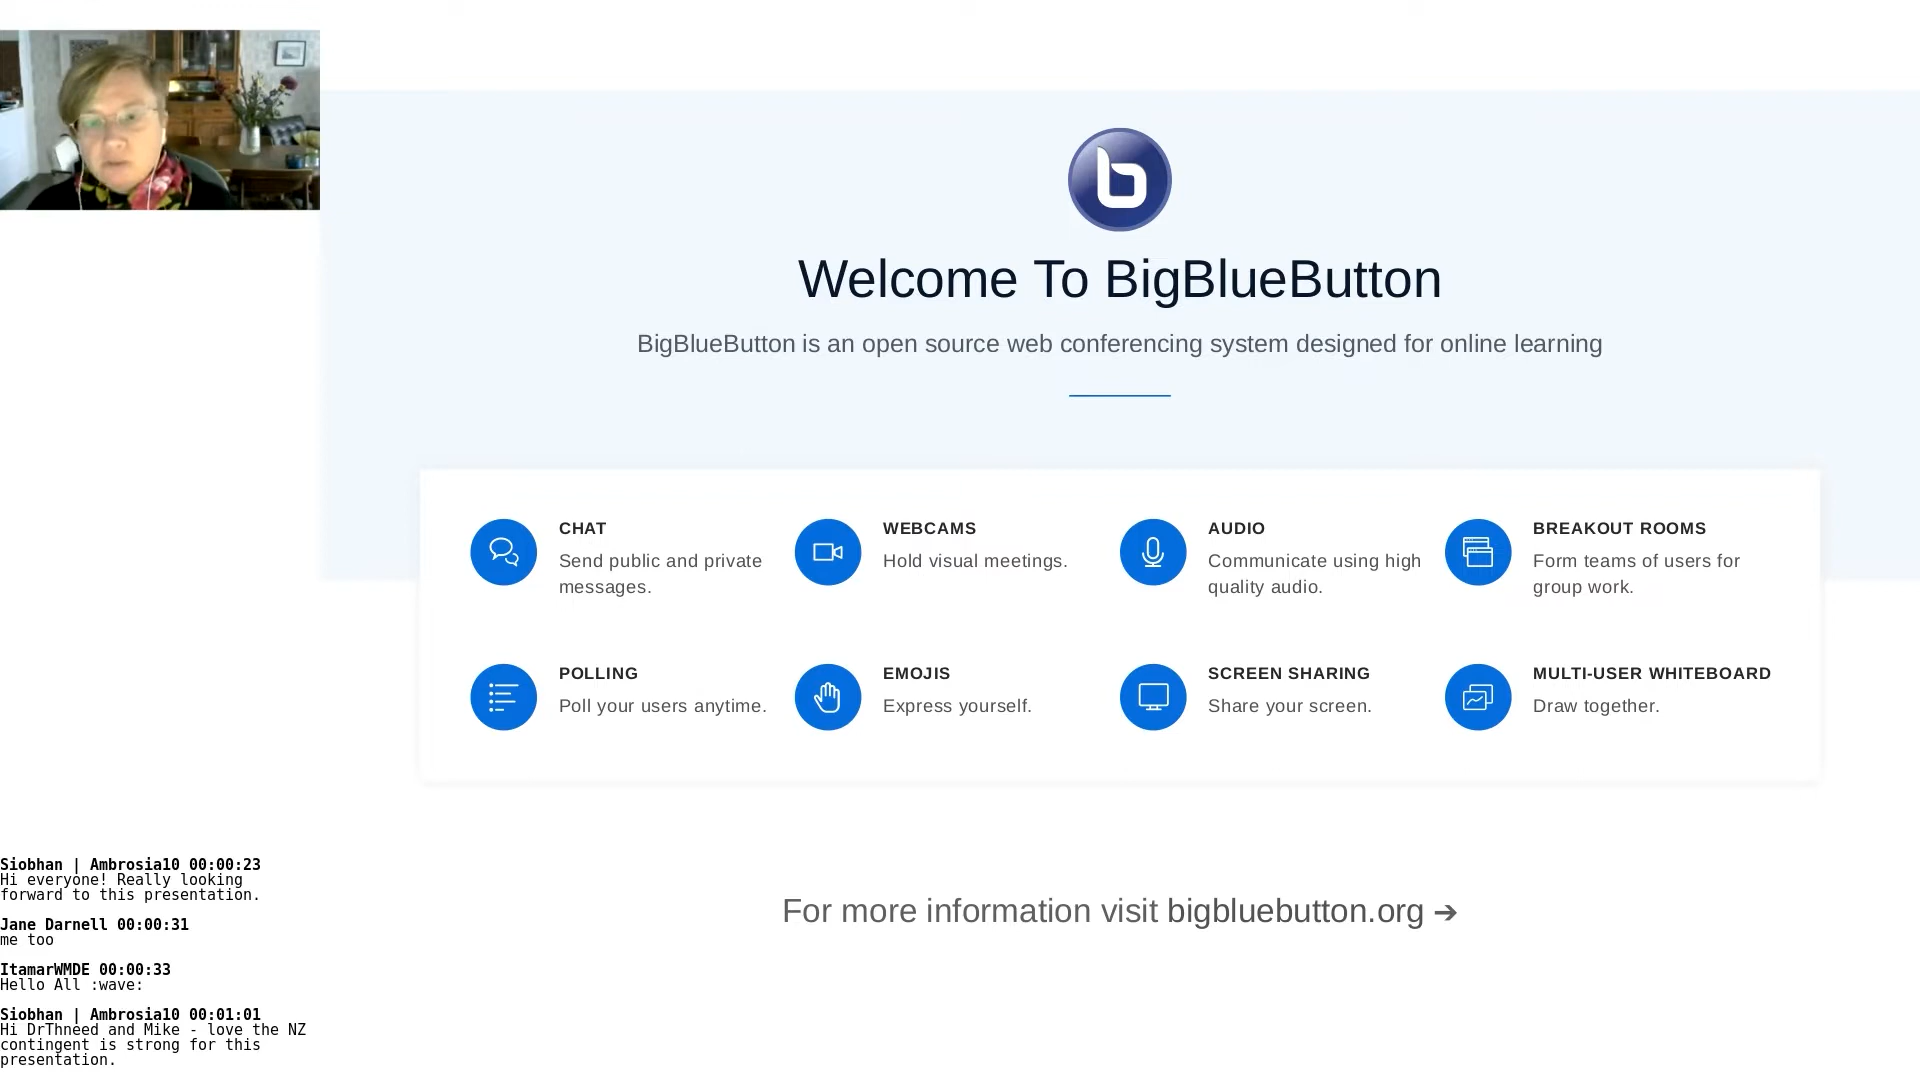 Welcome To BigBlueButton
BigBlueButton is an open source web conferencing system designed for online learning
CHAT
Send public and private
messages.
WEBCAMS
Hold visual meetings.
AUDIO
Communicate using high
quality audio.
BREAKOUT ROOMS
Form teams of users for
group work.
POLLING
Poll your users anytime.
EMOJIS
Express yourself.
SCREEN SHARING
Share your screen.
MULTI-USER WHITEBOARD
Draw together.
For more information visit bigbluebutton.org ➔
Siobhan | Ambrosia10 00:00:23
Hi everyone! Really looking
forward to this presentation.
Jane Darnell 00:00:31
me too
ItamarWMDE 00:00:33
Hello All :wave:
Siobhan | Ambrosia10 00:01:01
Hi DrThneed and Mike - love the NZ
contingent is strong for this
presentation.